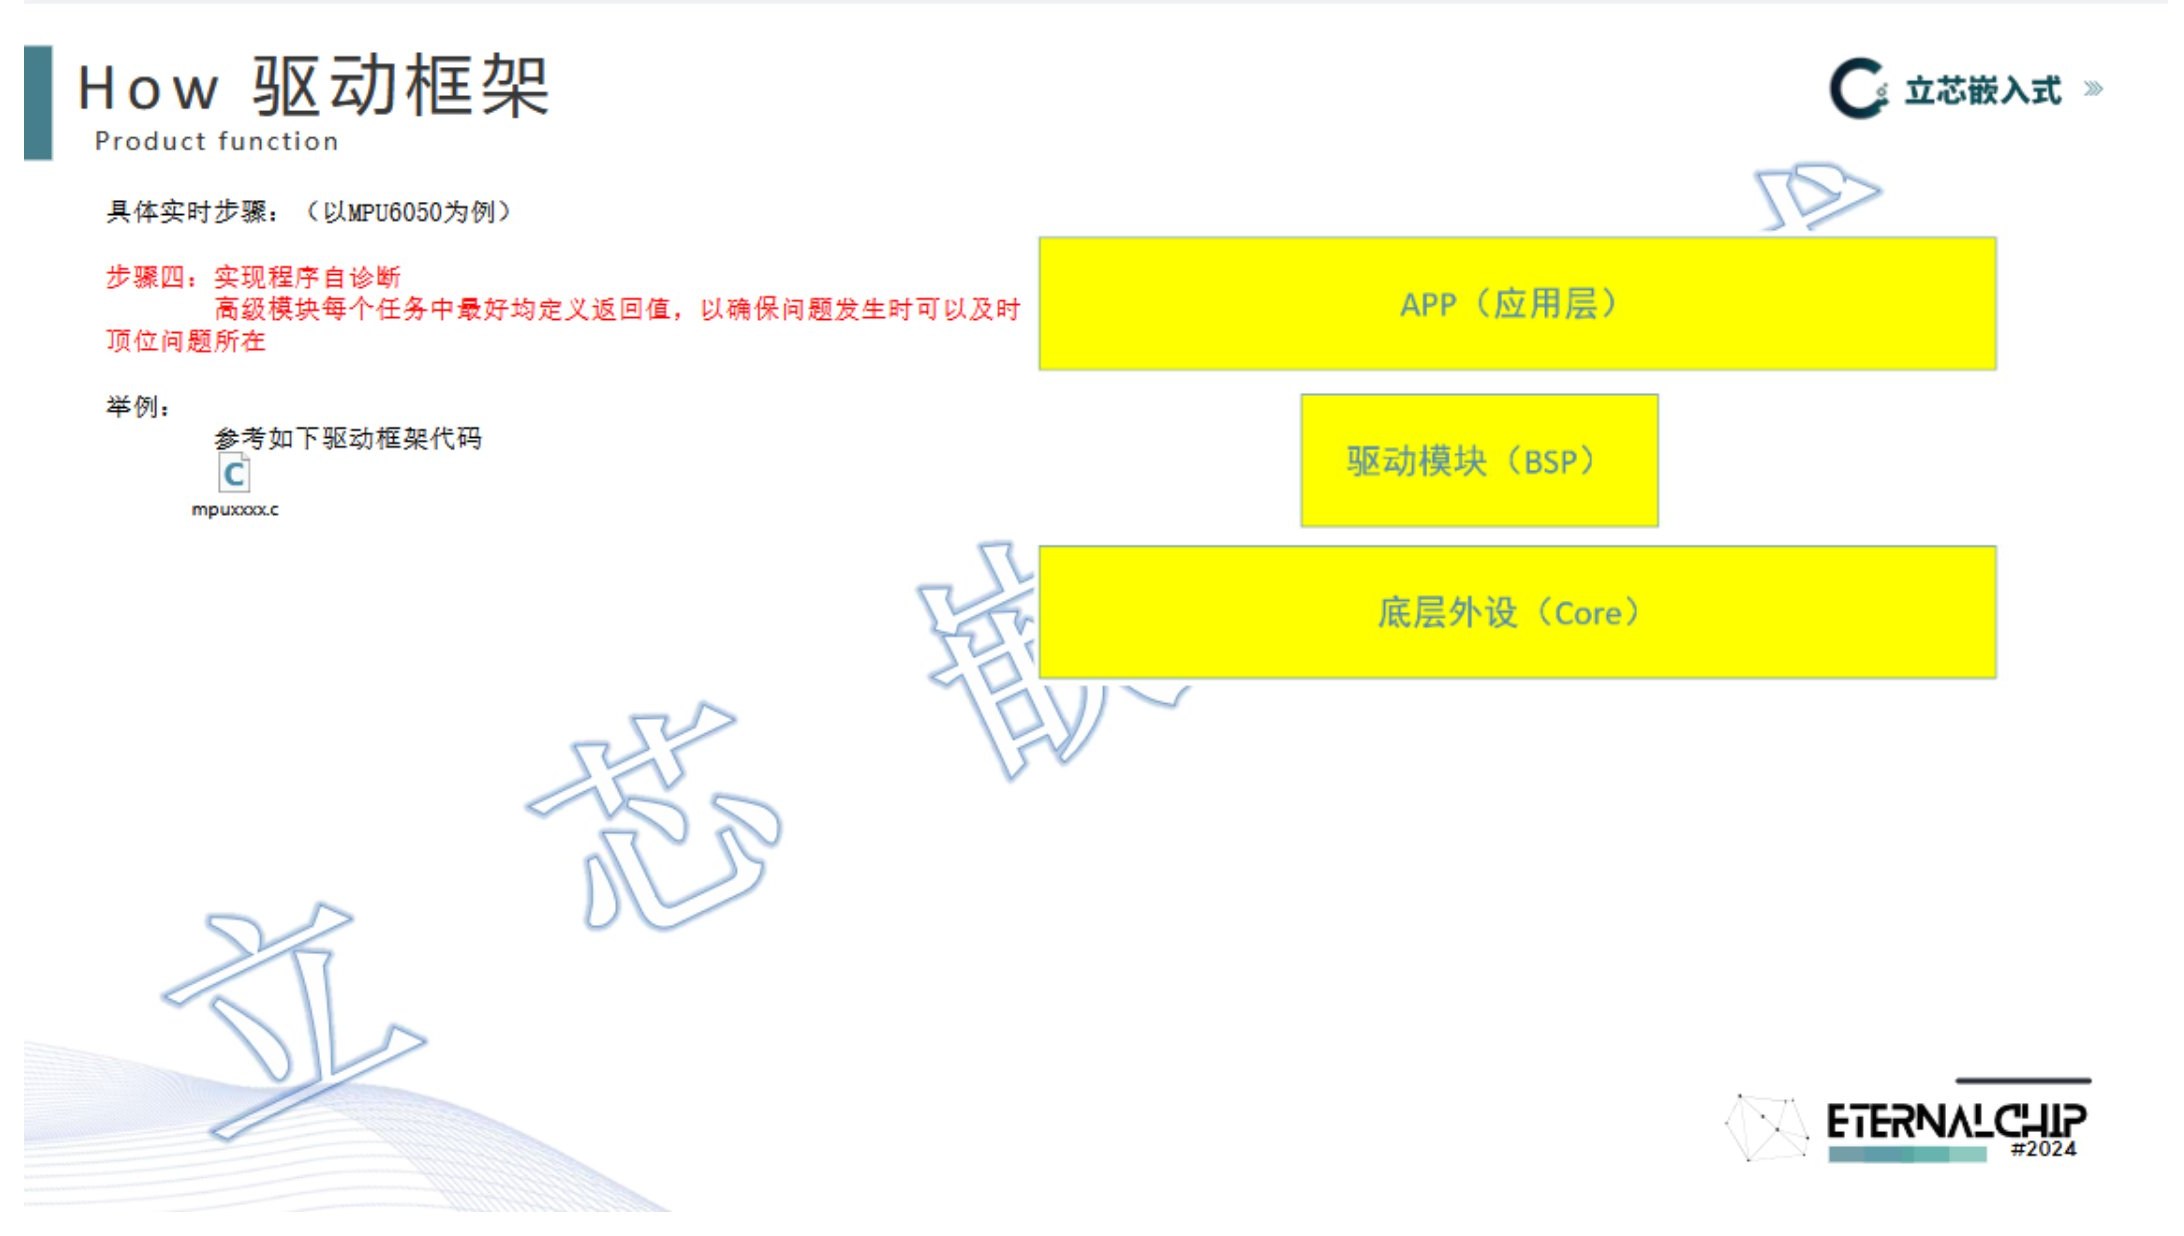 How 驱动框架
Product function
立芯嵌入式
具体实时步骤：（以MPU6050为例）
步骤四：实现程序自诊断
高级模块每个任务中最好均定义返回值，以确保问题发生时可以及时
顶位问题所在
举例：
参考如下驱动框架代码
C
mpuxxxx.c
APP（应用层）
驱动模块（BSP）
底层外设（Core）
立 芯 嵌
ETERNALCHIP
#2024